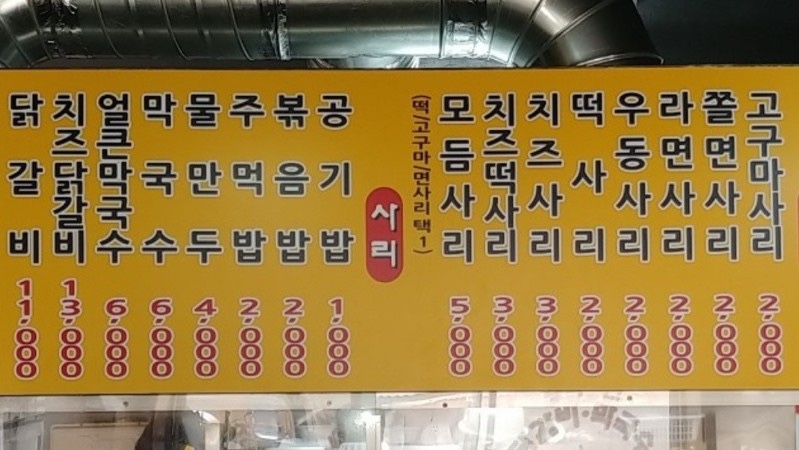 닭갈비 11,000
치즈닭갈비 13,000
얼큰막국수 6,000
막국수 6,000
물만두 4,000
주먹밥 2,000
볶음밥 2,000
공기밥 1,000
사리
(떡/고구마/면사리 택 1)
모듬사리 5,000
치즈떡사리 3,000
치즈사리 3,000
떡사리 2,000
우동사리 2,000
라면사리 2,000
쫄면사리 2,000
고구마사리 2,000